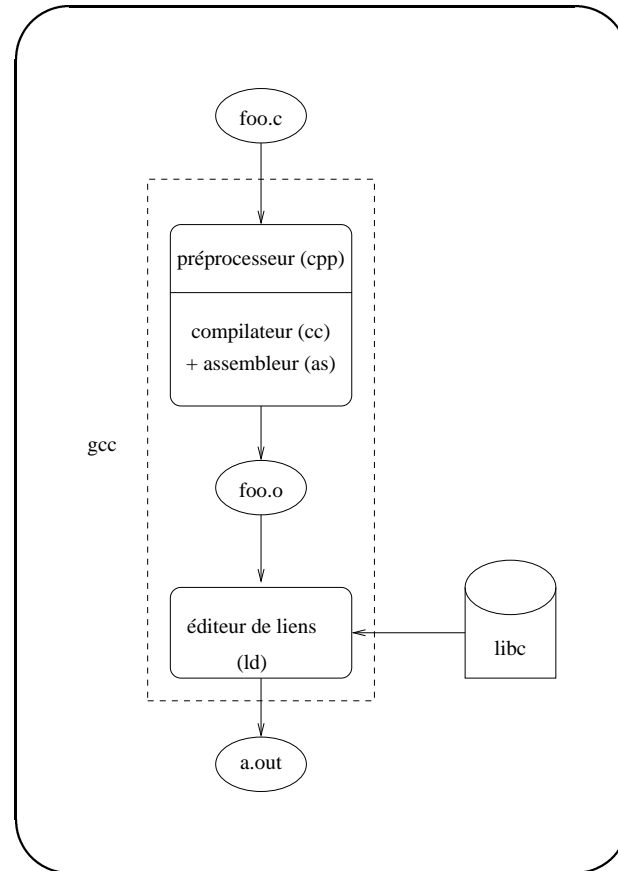 foo.c
préprocesseur (cpp)
compilateur (cc)
+ assembleur (as)
gcc
foo.o
éditeur de liens
(ld)
libc
a.out